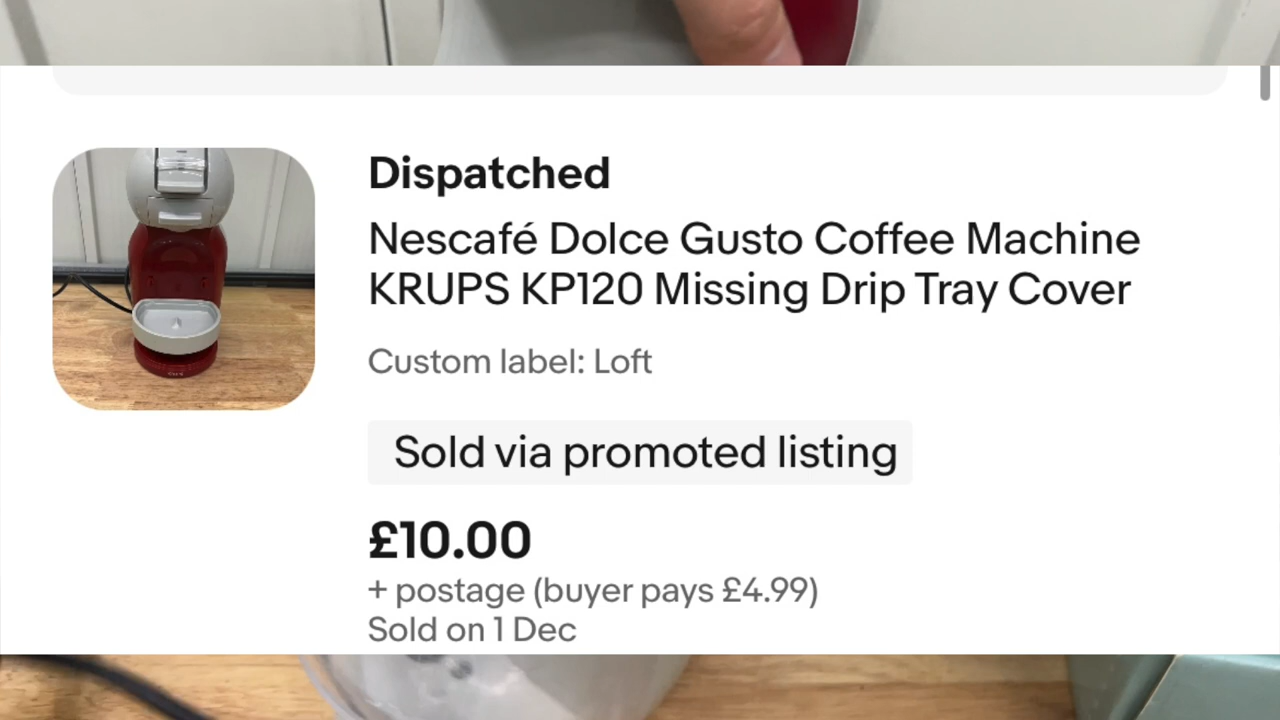 Dispatched
Nescafé Dolce Gusto Coffee Machine
KRUPS KP120 Missing Drip Tray Cover
Custom label: Loft
Sold via promoted listing
£10.00
+ postage (buyer pays £4.99)
Sold on 1 Dec